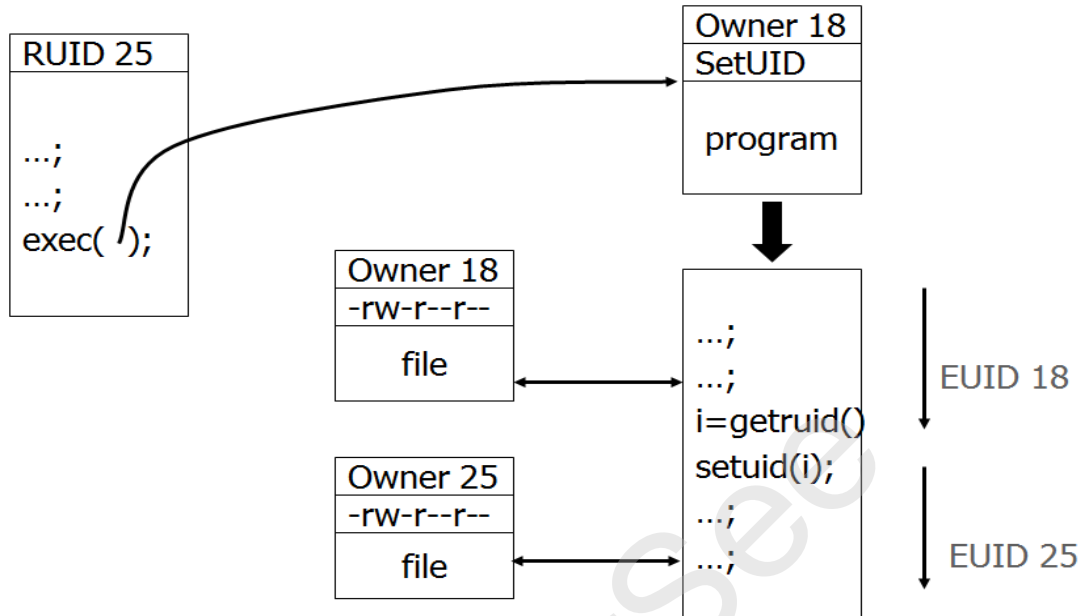 RUID 25
…;
…;
exec( );
Owner 18
SetUID
program
Owner 18
-rw-r--r--
file
Owner 25
-rw-r--r--
file
…;
…;
i=getruid()
setuid(i);
…;
…;
EUID 18
EUID 25
See